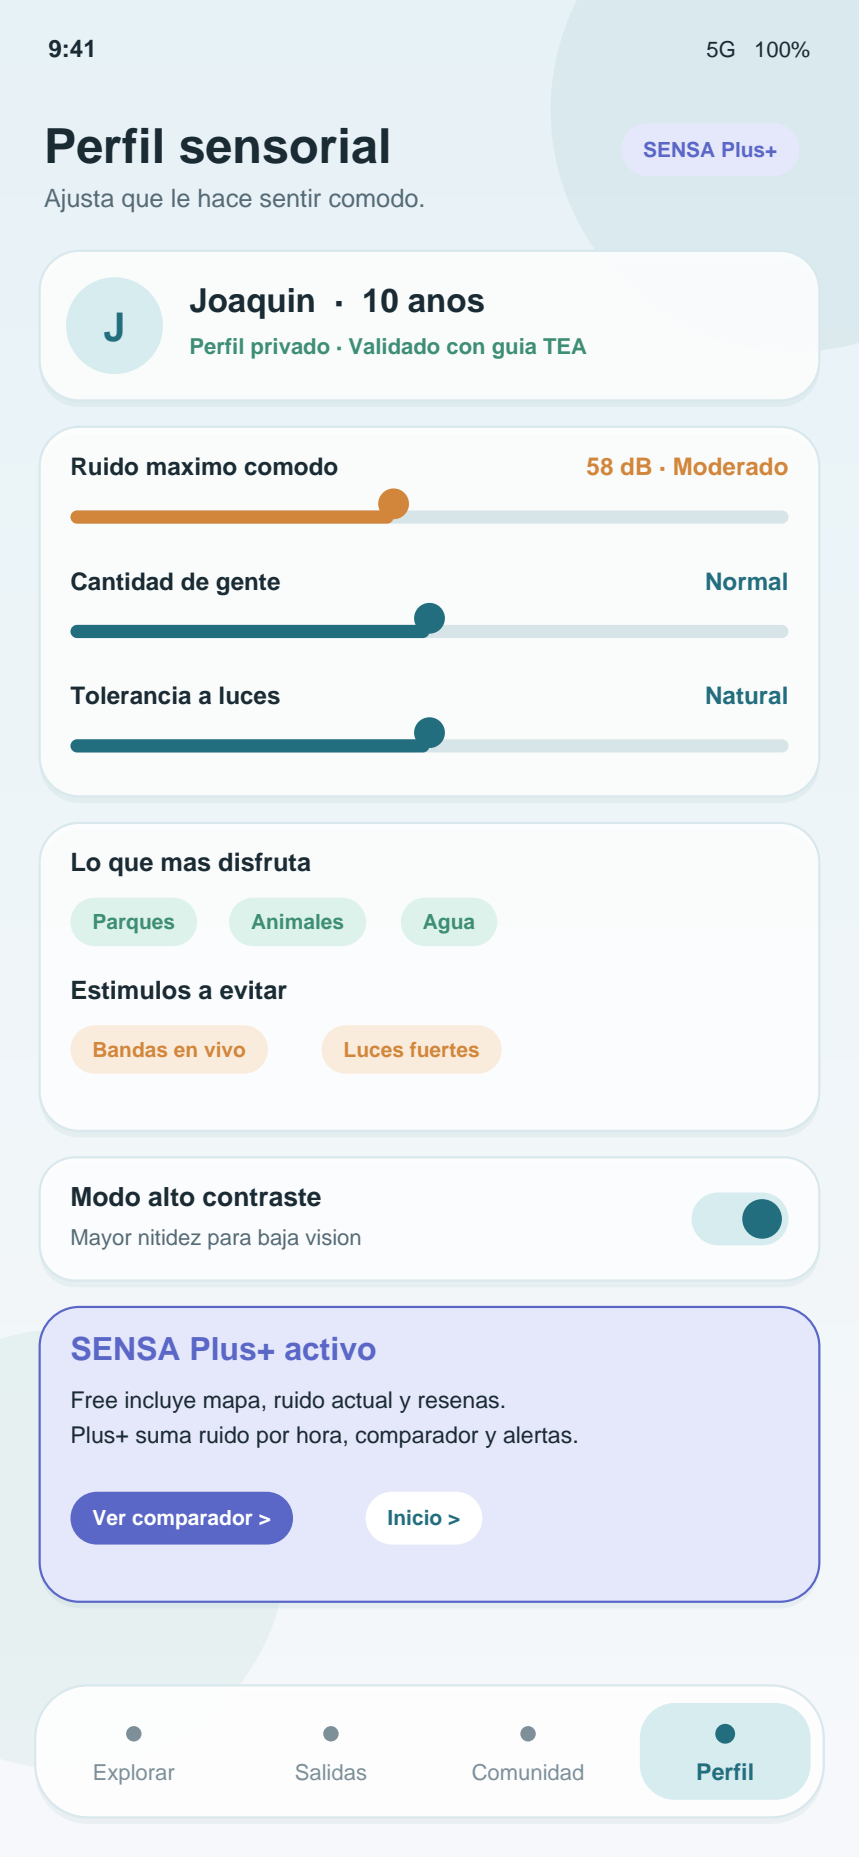 9:41
5G 100%
Perfil sensorial
SENSA Plus+
Ajusta que le hace sentir comodo.
J
Joaquin · 10 anos
Perfil privado · Validado con guia TEA
Ruido maximo comodo
58 dB · Moderado
Cantidad de gente
Normal
Tolerancia a luces
Natural
Lo que mas disfruta
Parques Animales Agua
Estimulos a evitar
Bandas en vivo Luces fuertes
Modo alto contraste
Mayor nitidez para baja vision
SENSA Plus+ activo
Free incluye mapa, ruido actual y resenas.
Plus+ suma ruido por hora, comparador y alertas.
Ver comparador > Inicio >
Explorar Salidas Comunidad Perfil